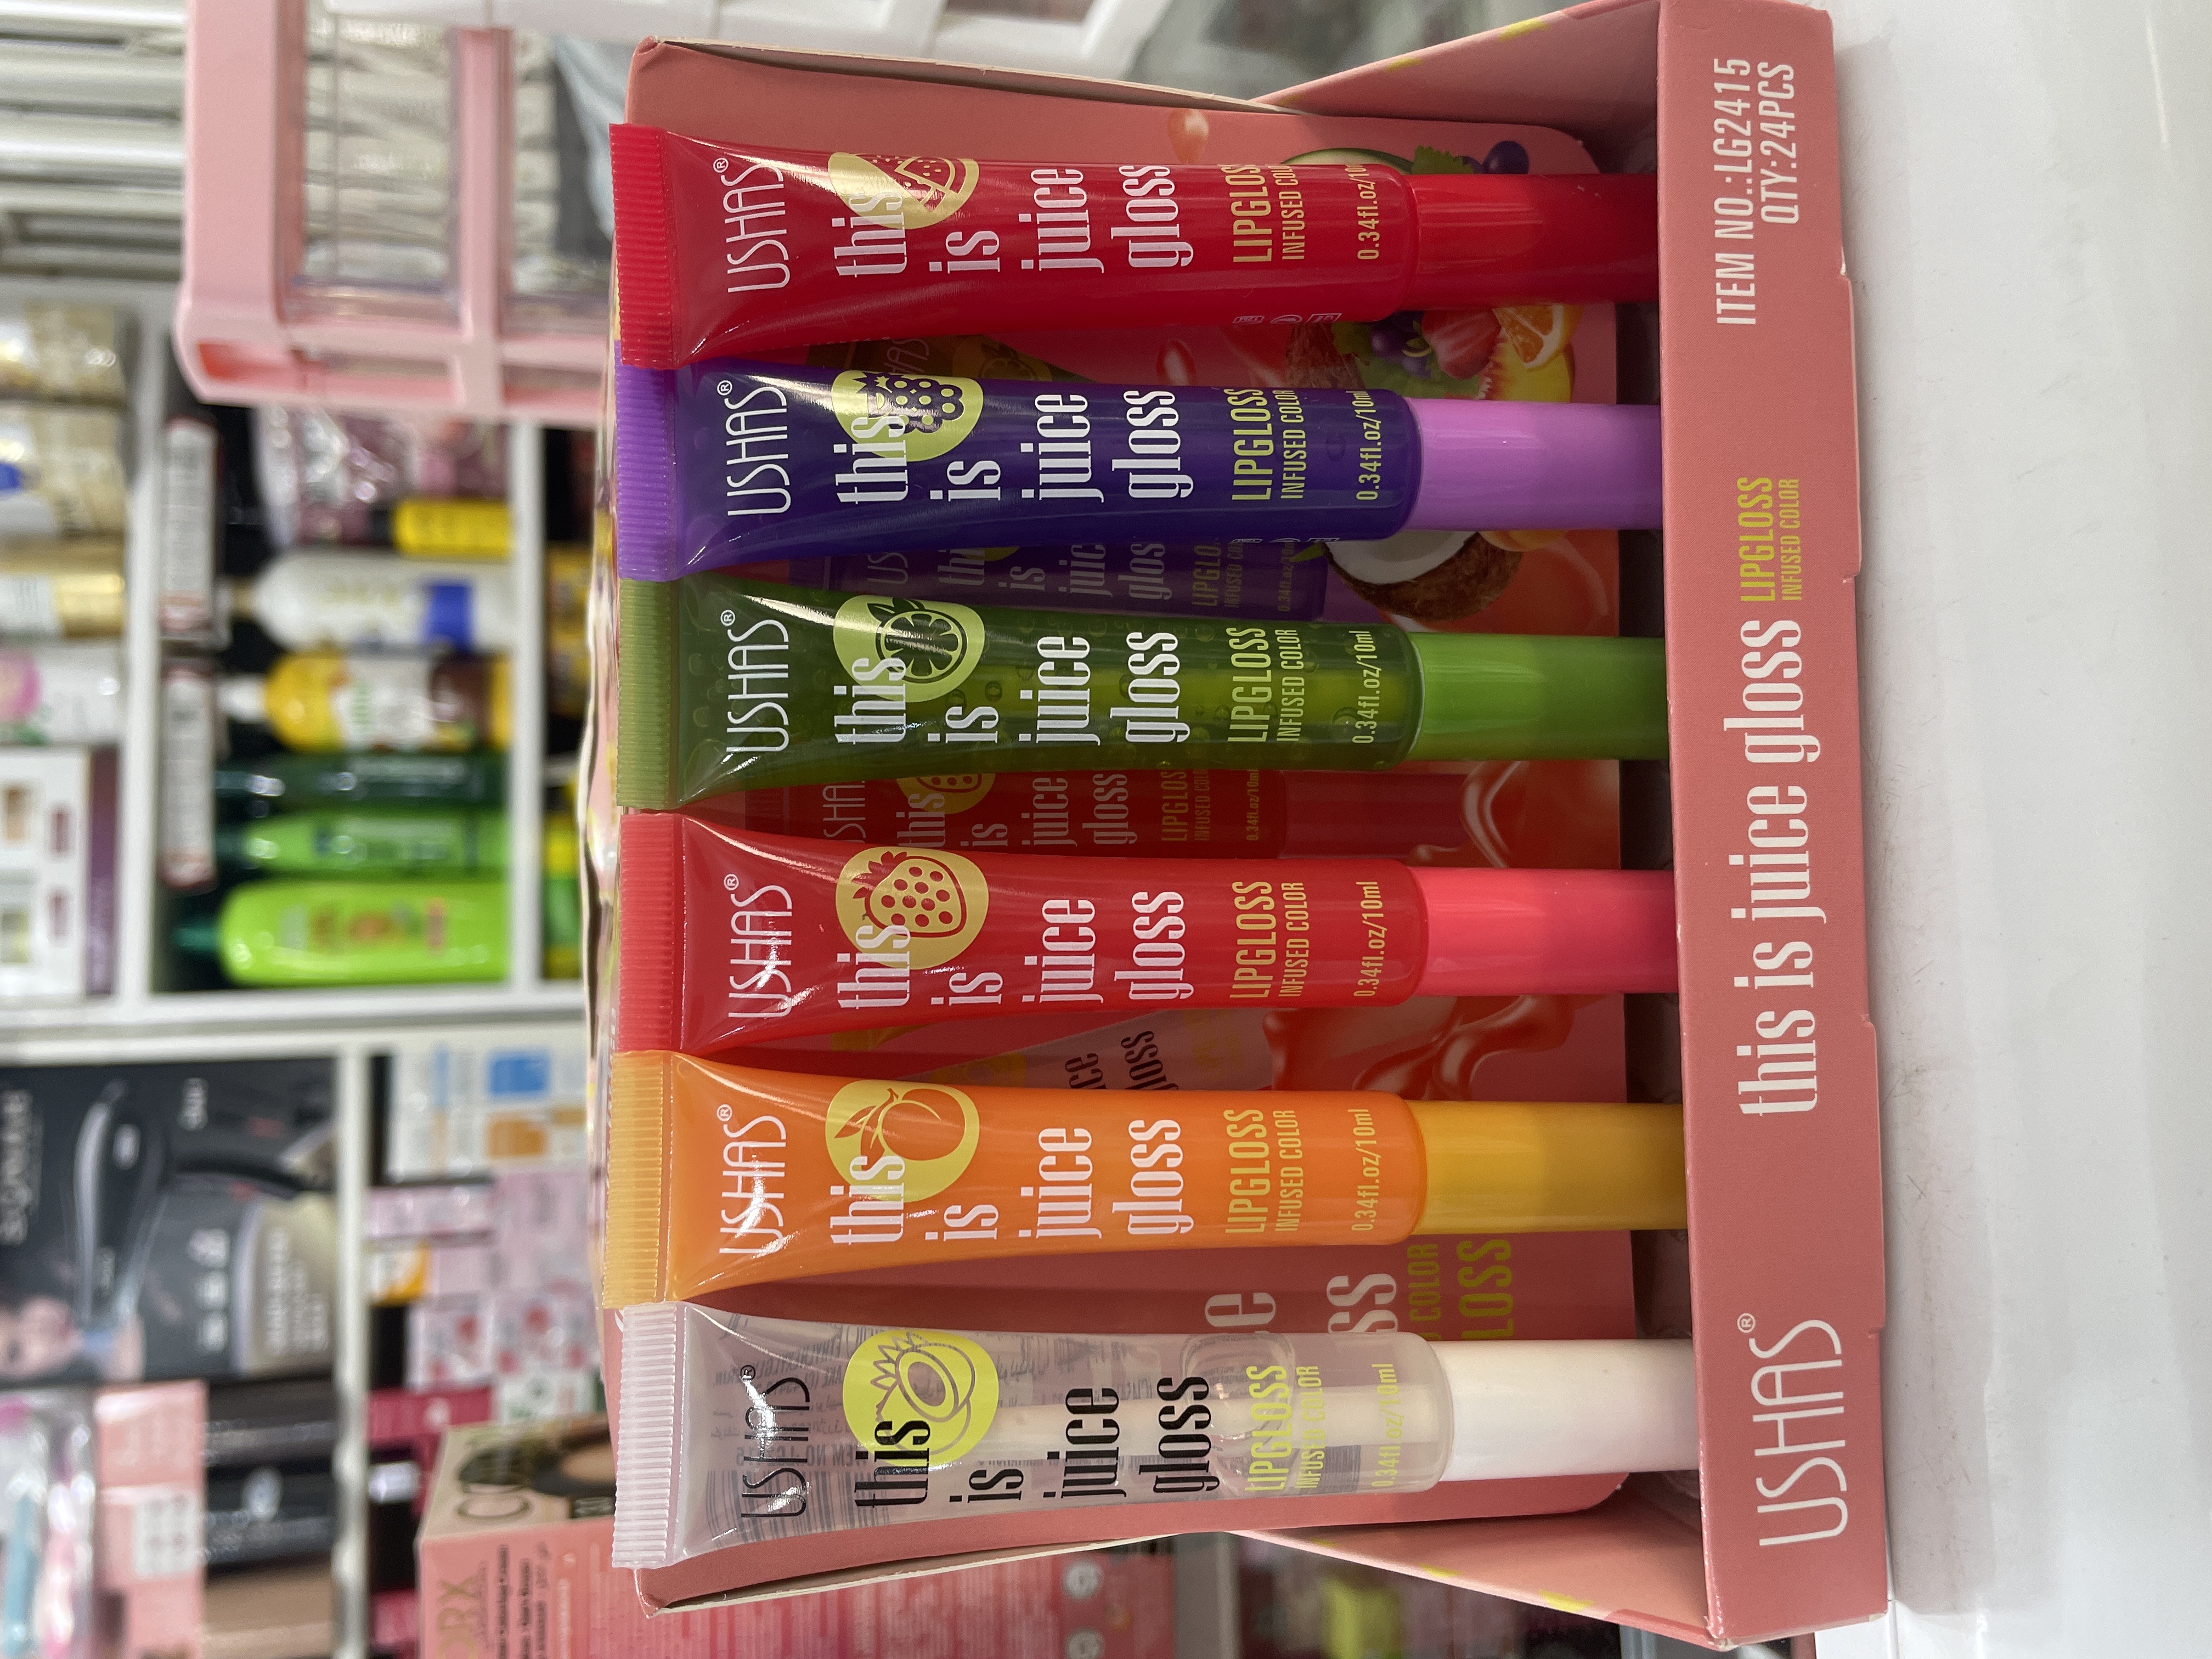 USHAS®
this
is
juice
gloss
LIPGLOSS
INFUSED COLOR
0.34fl.oz/10ml
USHAS®
this
is
juice
gloss
LIPGLOSS
INFUSED COLOR
0.34fl.oz/10ml
USHAS®
this
is
juice
gloss
LIPGLOSS
INFUSED COLOR
0.34fl.oz/10ml
USHAS®
this
is
juice
gloss
LIPGLOSS
INFUSED COLOR
0.34fl.oz/10ml
USHAS®
this
is
juice
gloss
LIPGLOSS
INFUSED COLOR
0.34fl.oz/10ml
USHAS®
this
is
juice
gloss
LIPGLOSS
INFUSED
0.34fl.oz/10
USHAS®
this is juice gloss
LIPGLOSS
INFUSED COLOR
ITEM NO.:LG2415
QTY:24PCS